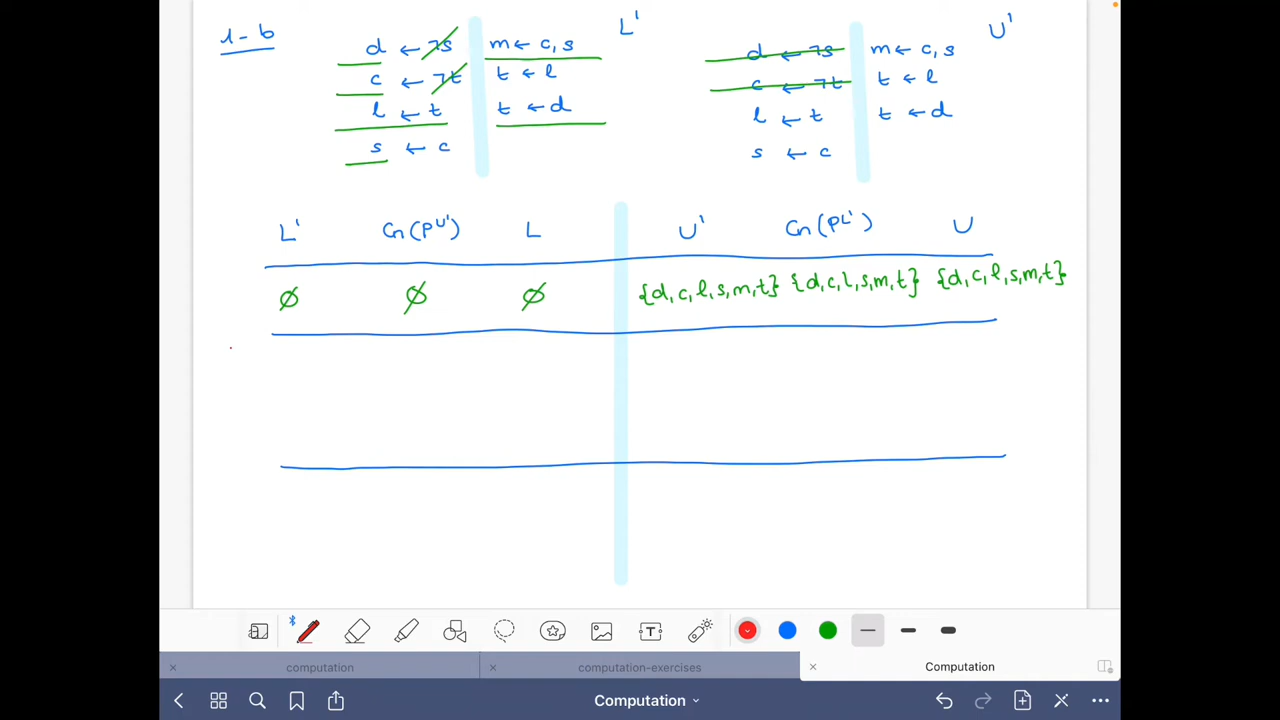 1-b
L'
d ← ¬s
m ← c, s
c ← ¬t
t ← l
l ← t
t ← d
s ← c
U'
d ← ¬s
m ← c, s
c ← ¬t
t ← l
l ← t
t ← d
s ← c
L' Cn(P^U') L U' Cn(P^L') U
∅ ∅ ∅ {d, c, l, s, m, t} {d, c, l, s, m, t} {d, c, l, s, m, t}
computation computation-exercises Computation
Computation